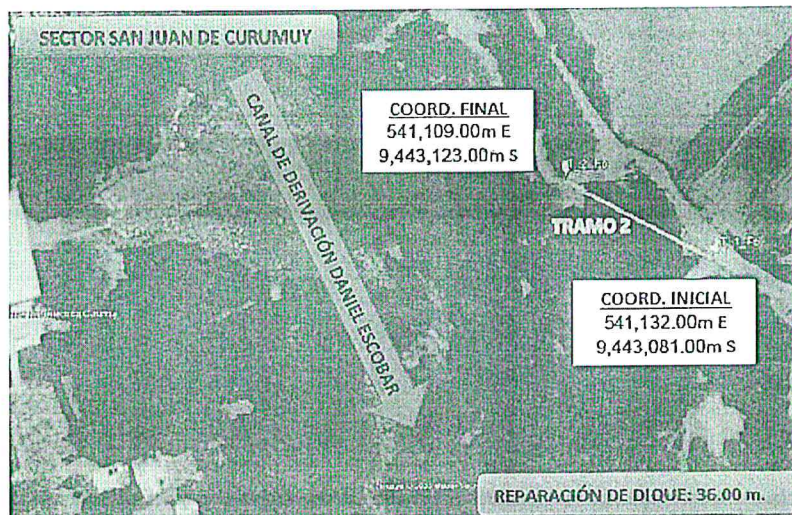 SECTOR SAN JUAN DE CURUMUY
CANAL DE DERIVACIÓN DANIEL ESCOBAR
COORD. FINAL
541,109.00m E
9,443,123.00m S
TRAMO 2
COORD. INICIAL
541,132.00m E
9,443,081.00m S
REPARACIÓN DE DIQUE: 36.00 m.